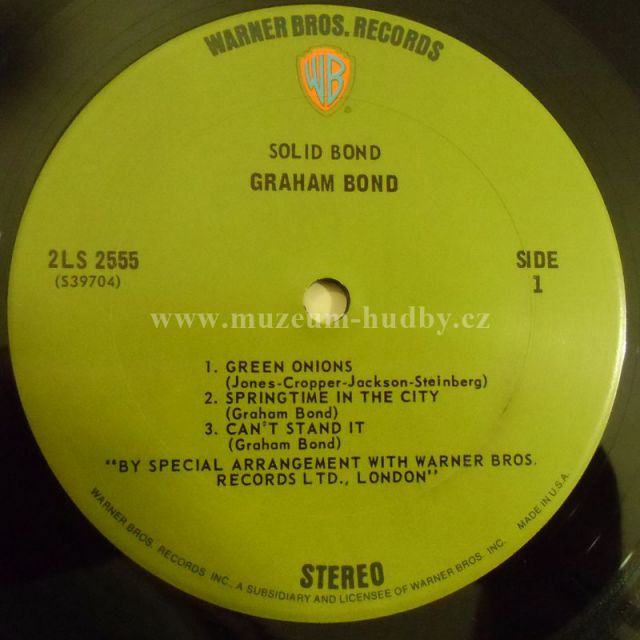 WARNER BROS. RECORDS
WB
®
SOLID BOND
GRAHAM BOND
2LS 2555
(S39704)
SIDE
1
www.muzeum-hudby.cz
1. GREEN ONIONS
(Jones-Cropper-Jackson-Steinberg)
2. SPRINGTIME IN THE CITY
(Graham Bond)
3. CAN'T STAND IT
(Graham Bond)
"BY SPECIAL ARRANGEMENT WITH WARNER BROS.
RECORDS LTD., LONDON"
STEREO
WARNER BROS. RECORDS INC. A SUBSIDIARY AND LICENSEE OF WARNER BROS. INC. MADE IN U.S.A.